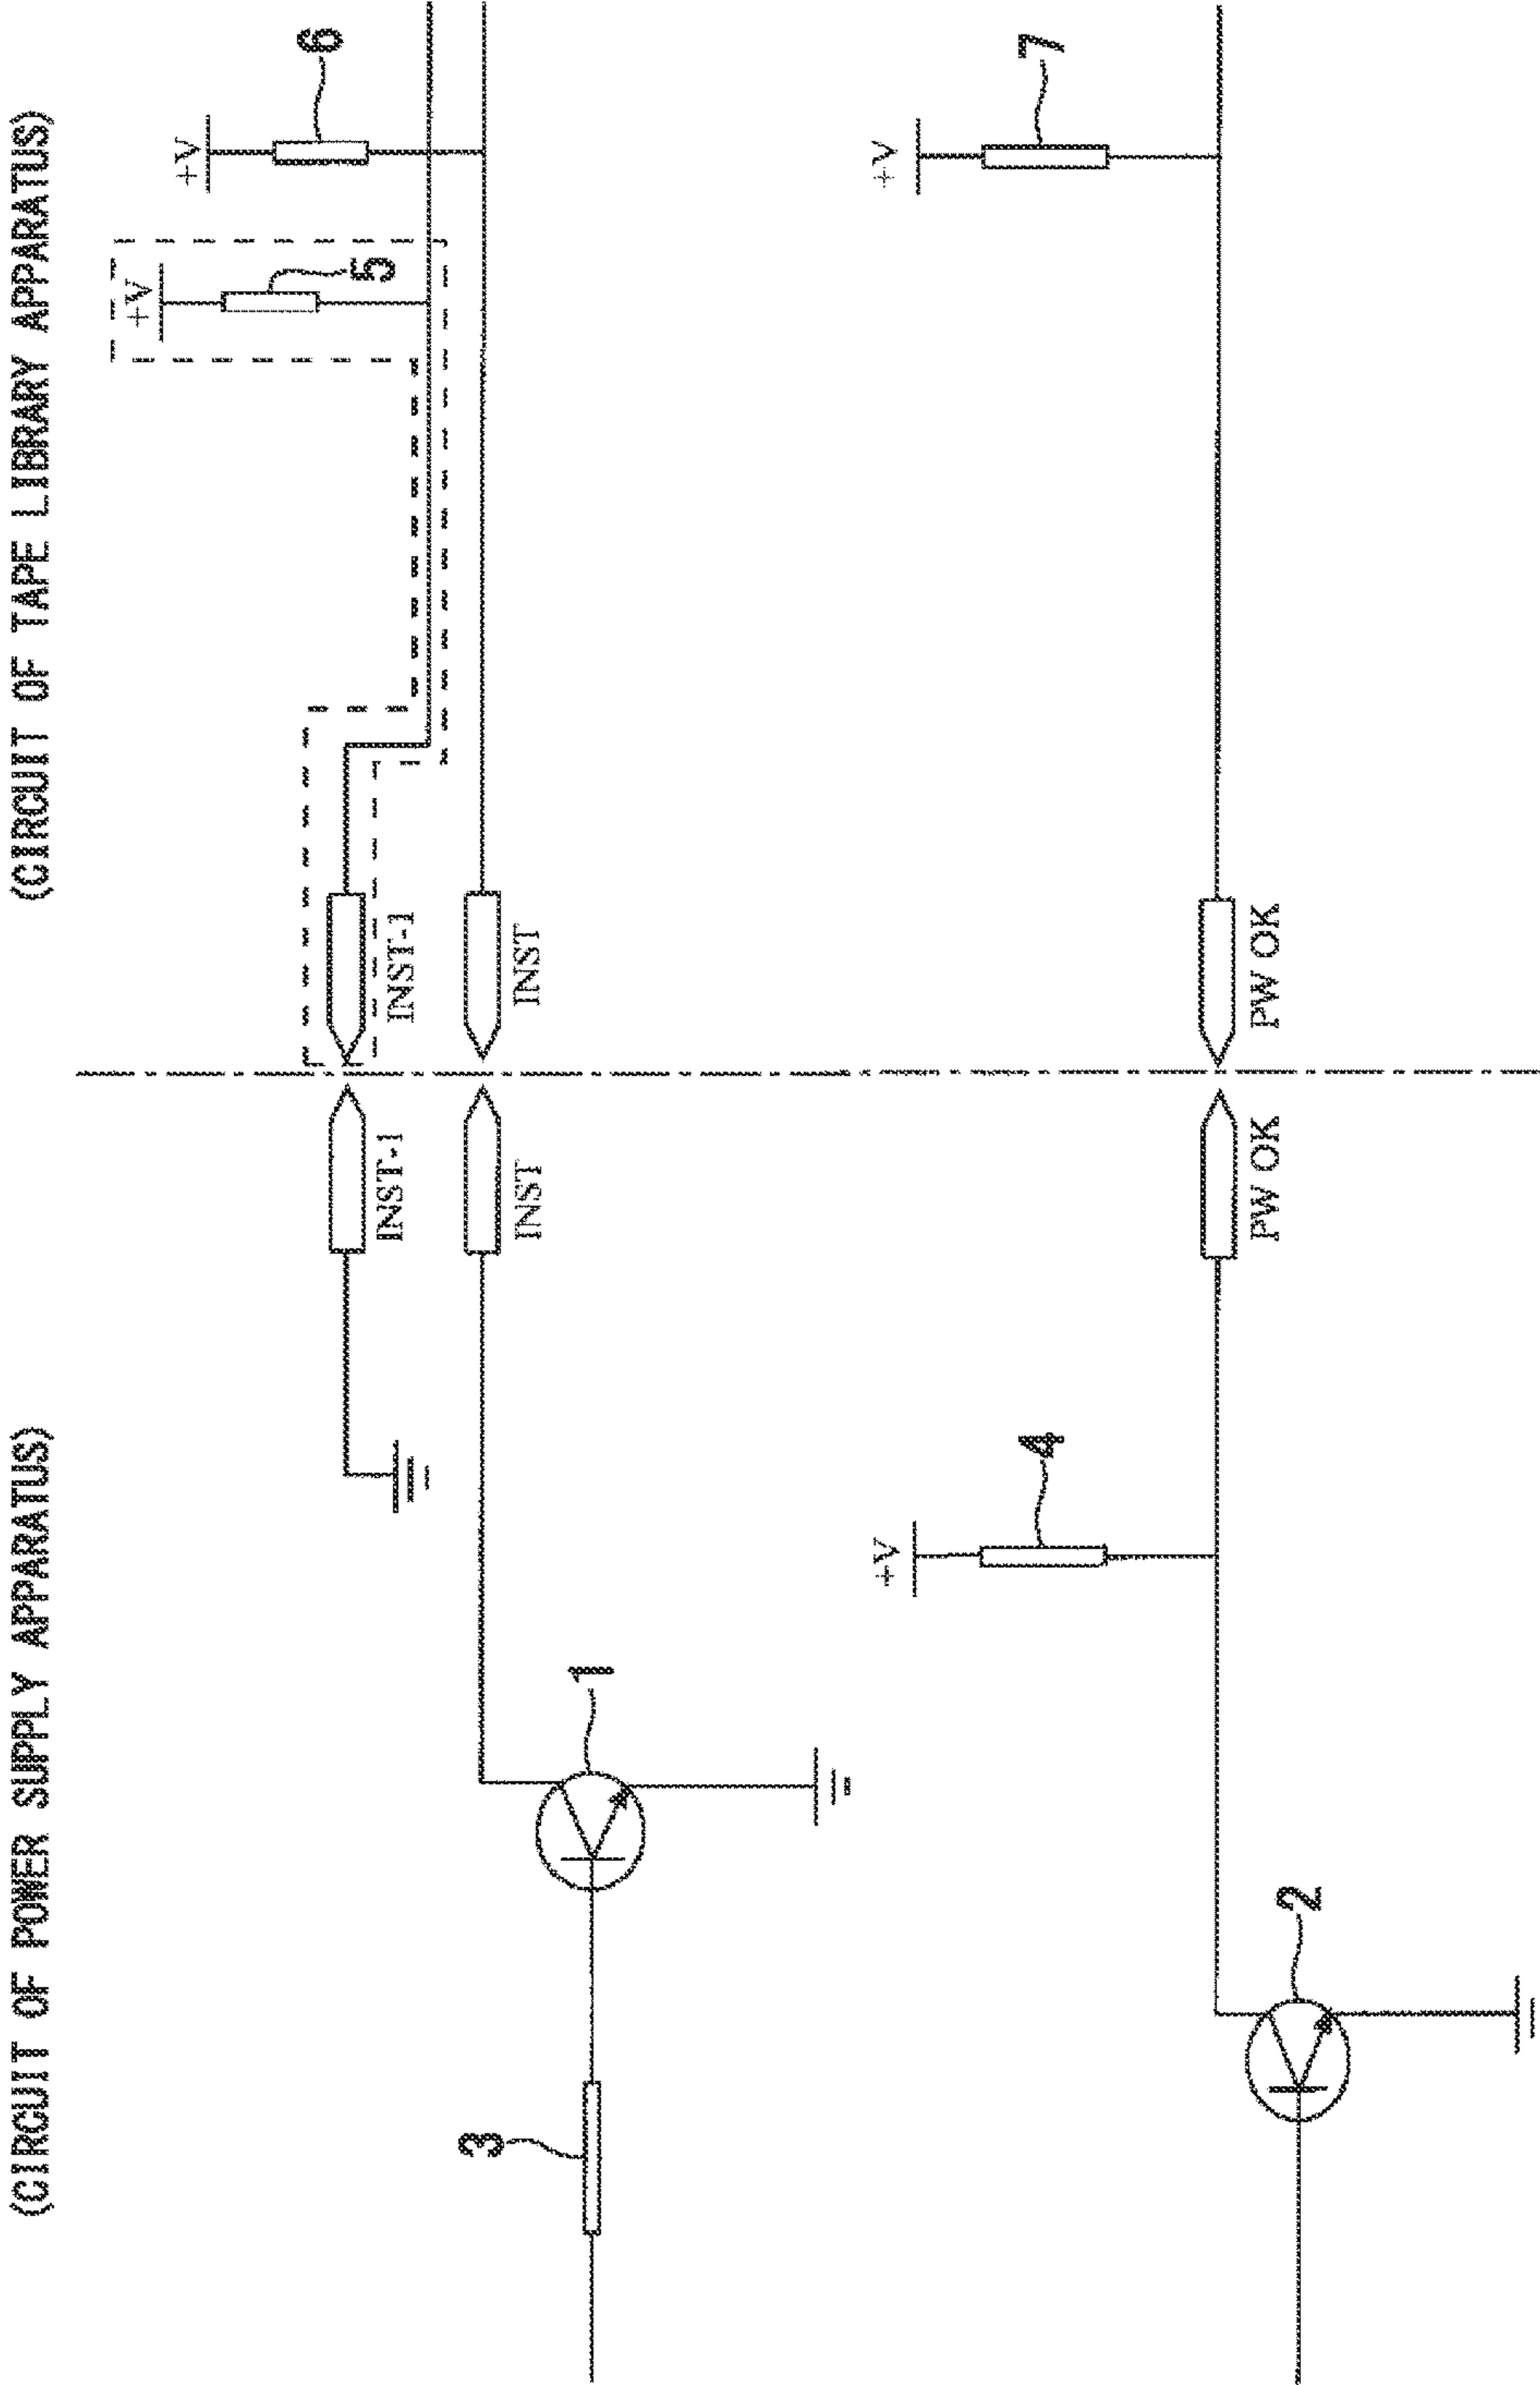 (CIRCUIT OF POWER SUPPLY APPARATUS)
(CIRCUIT OF TAPE LIBRARY APPARATUS)
+V
6
+V
5
INST-1
INST-1
INST
INST
1
3
+V
4
+V
7
PW OK
PW OK
2